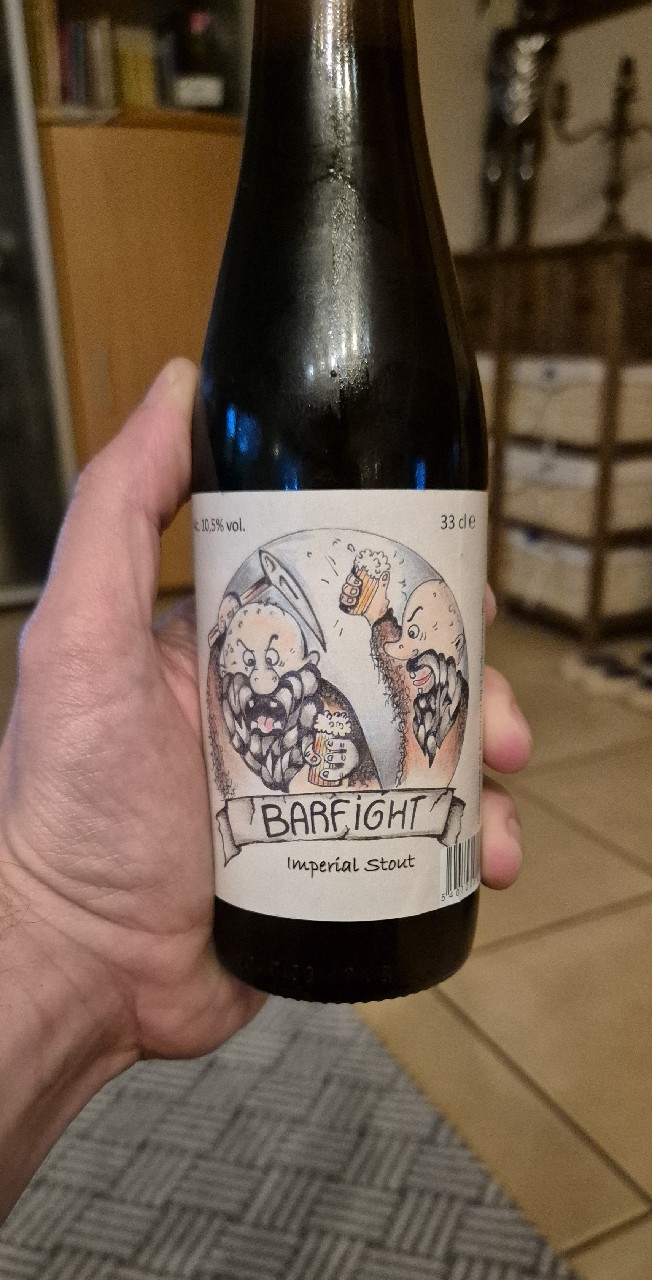 10,5% vol.
33 cl e
BARFIGHT
Imperial Stout